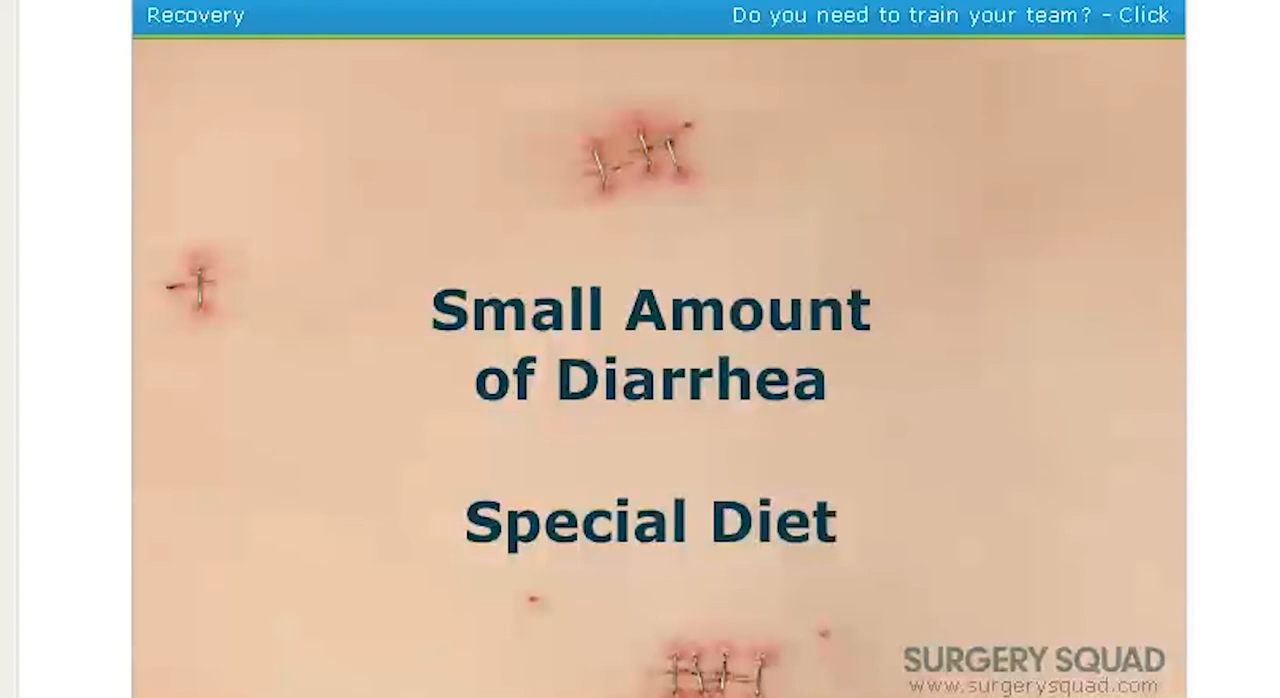 Recovery
Do you need to train your team? - Click
Small Amount
of Diarrhea
Special Diet
SURGERY SQUAD
www.surgerysquad.com